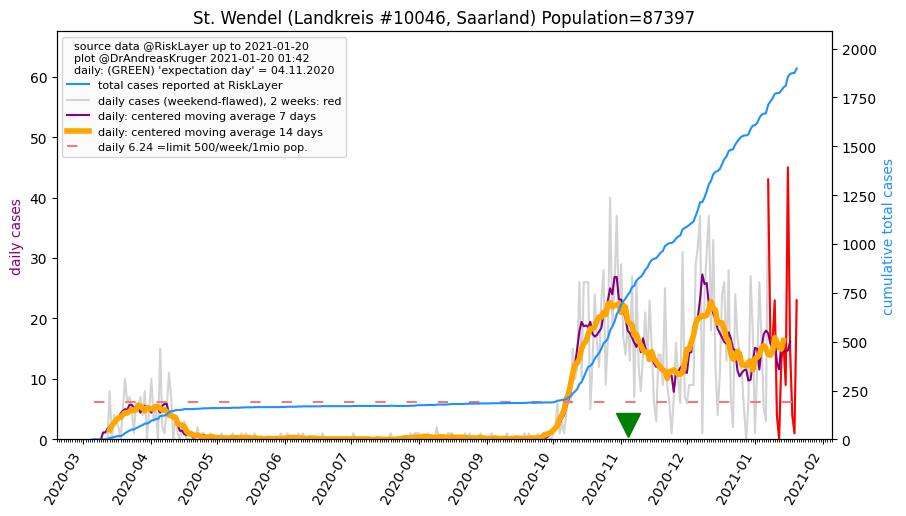 St. Wendel (Landkreis #10046, Saarland) Population=87397
source data @RiskLayer up to 2021-01-20
plot @DrAndreasKruger 2021-01-20 01:42
daily: (GREEN) 'expectation day' = 04.11.2020
total cases reported at RiskLayer
daily cases (weekend-flawed), 2 weeks: red
daily: centered moving average 7 days
daily: centered moving average 14 days
daily 6.24 =limit 500/week/1mio pop.
daily cases
60
50
40
30
20
10
0
cumulative total cases
2000
1750
1500
1250
1000
750
500
250
0
2020-03
2020-04
2020-05
2020-06
2020-07
2020-08
2020-09
2020-10
2020-11
2020-12
2021-01
2021-02